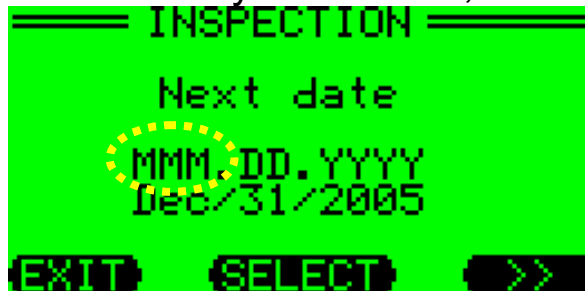 INSPECTION
Next date
MMM.DD.YYYY
Dec/31/2005
EXIT SELECT >>